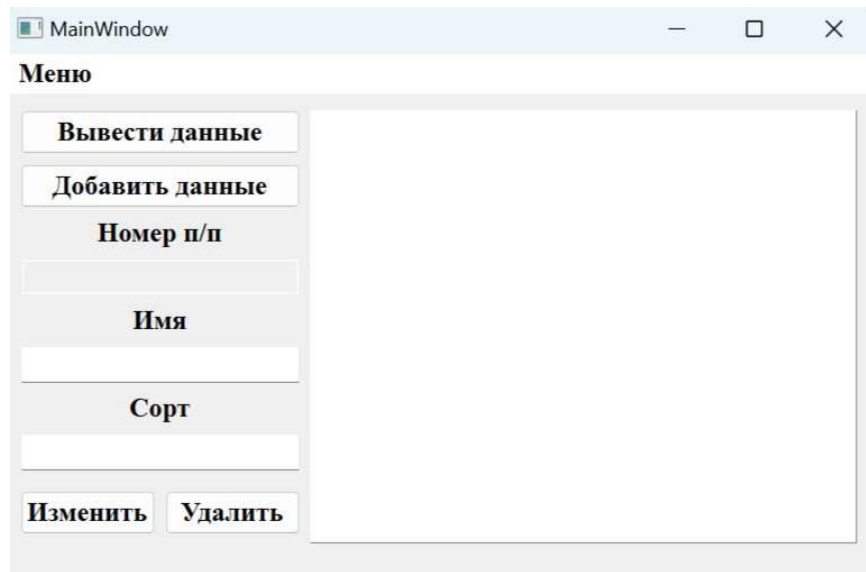 MainWindow
Меню
Вывести данные
Добавить данные
Номер п/п
Имя
Сорт
Изменить Удалить